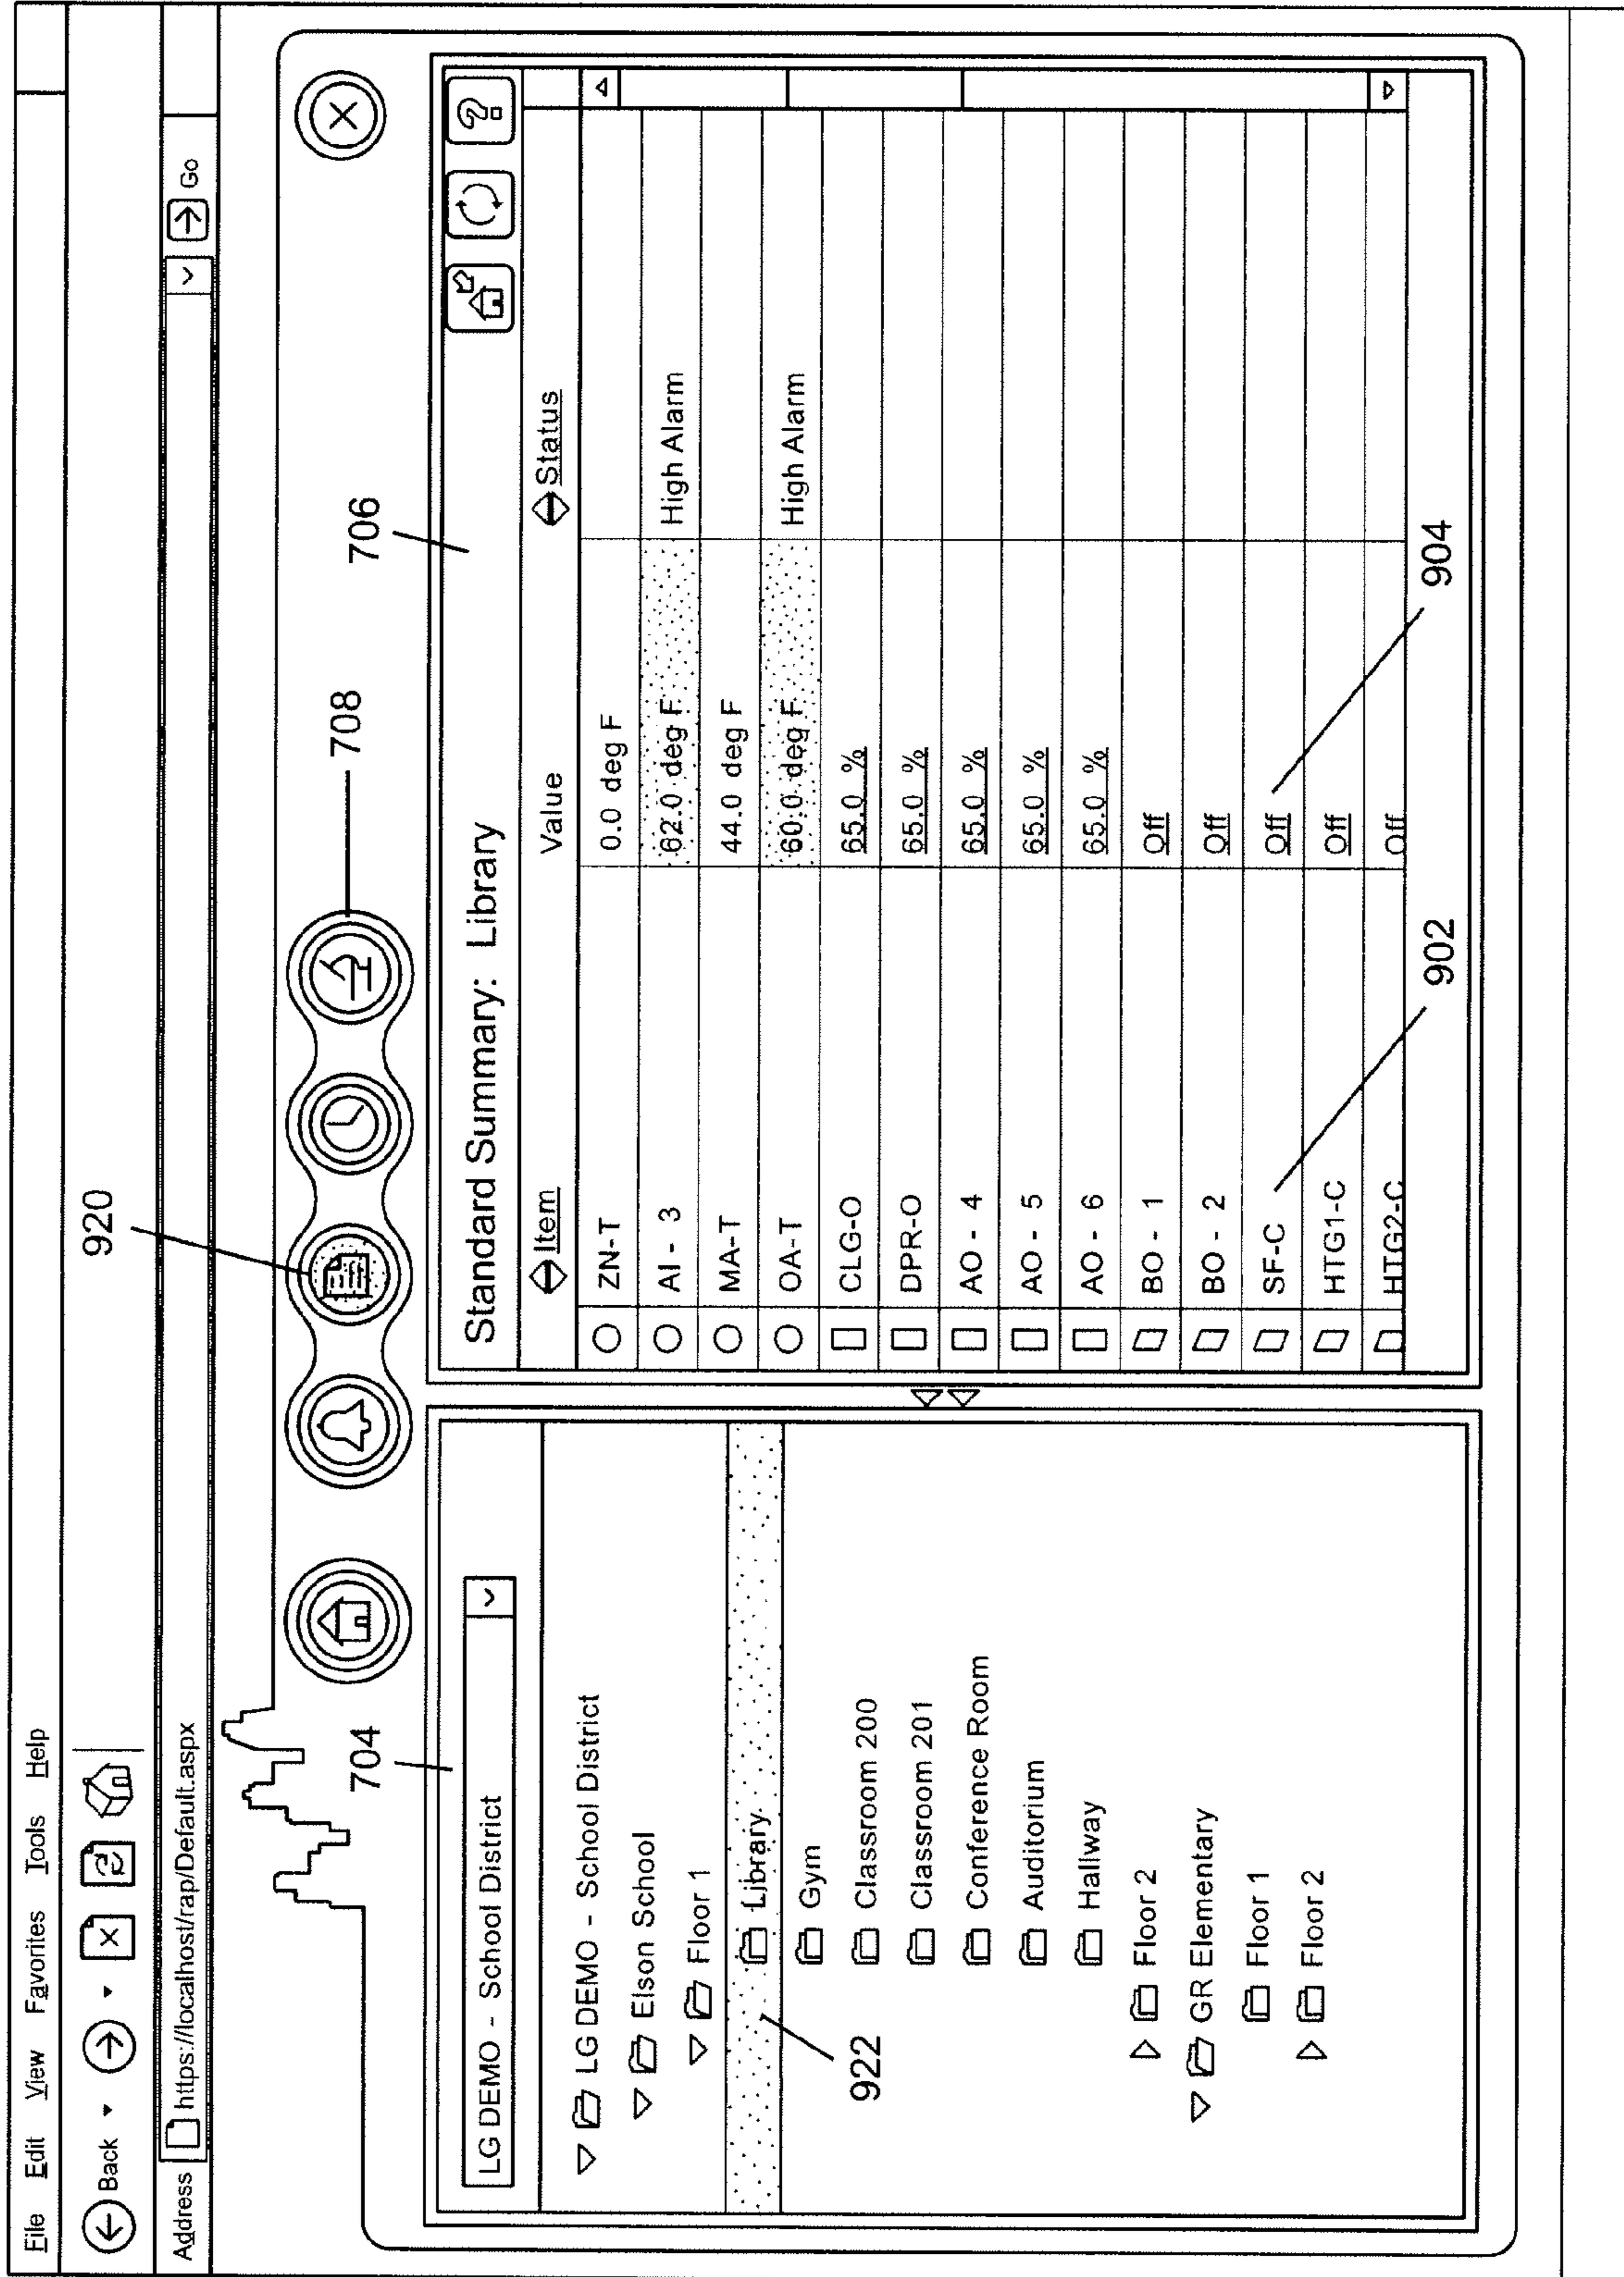 File Edit View Favorites Tools Help
Back
Address https://localhost/rap/Default.aspx Go
920
708
704
706
LG DEMO - School District
LG DEMO - School District
Elson School
Floor 1
Library
Gym
Classroom 200
Classroom 201
Conference Room
Auditorium
Hallway
Floor 2
GR Elementary
Floor 1
Floor 2
922
Standard Summary: Library
?
Item Value Status
ZN-T 0.0 deg F
AI - 3 62.0 deg F High Alarm
MA-T 44.0 deg F
OA-T 60.0 deg F High Alarm
CLG-O 65.0 %
DPR-O 65.0 %
AO - 4 65.0 %
AO - 5 65.0 %
AO - 6 65.0 %
BO - 1 Off
BO - 2 Off
SF-C Off
HTG1-C Off
HTG2-C Off
902
904